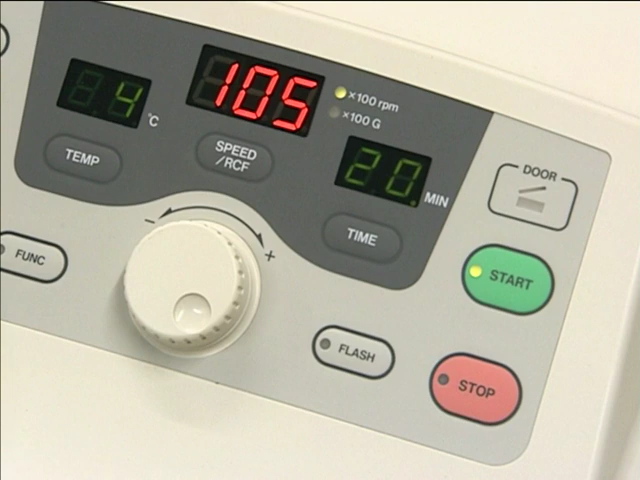 4
°C
TEMP
105
SPEED
/RCF
×100 rpm
×100 G
20
MIN
TIME
DOOR
− +
FUNC
START
FLASH
STOP